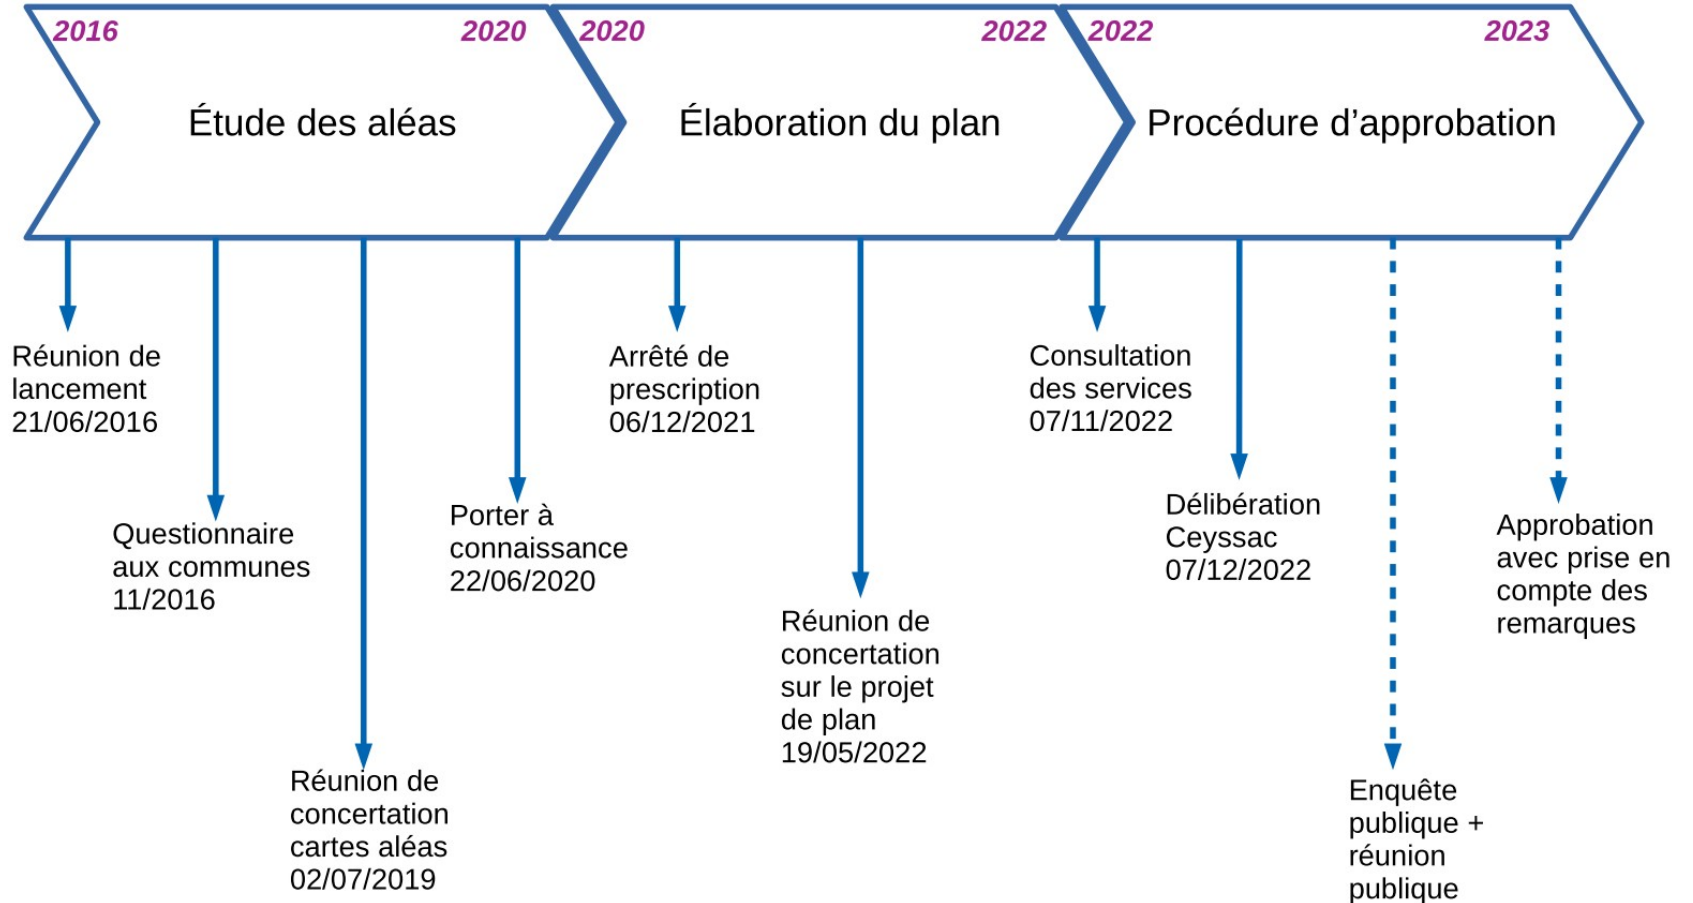 2016
2020
2020
2022
2022
2023
Étude des aléas
Élaboration du plan
Procédure d’approbation
Réunion de
lancement
21/06/2016
Questionnaire
aux communes
11/2016
Réunion de
concertation
cartes aléas
02/07/2019
Porter à
connaissance
22/06/2020
Arrêté de
prescription
06/12/2021
Réunion de
concertation
sur le projet
de plan
19/05/2022
Consultation
des services
07/11/2022
Délibération
Ceyssac
07/12/2022
Enquête
publique +
réunion
publique
Approbation
avec prise en
compte des
remarques